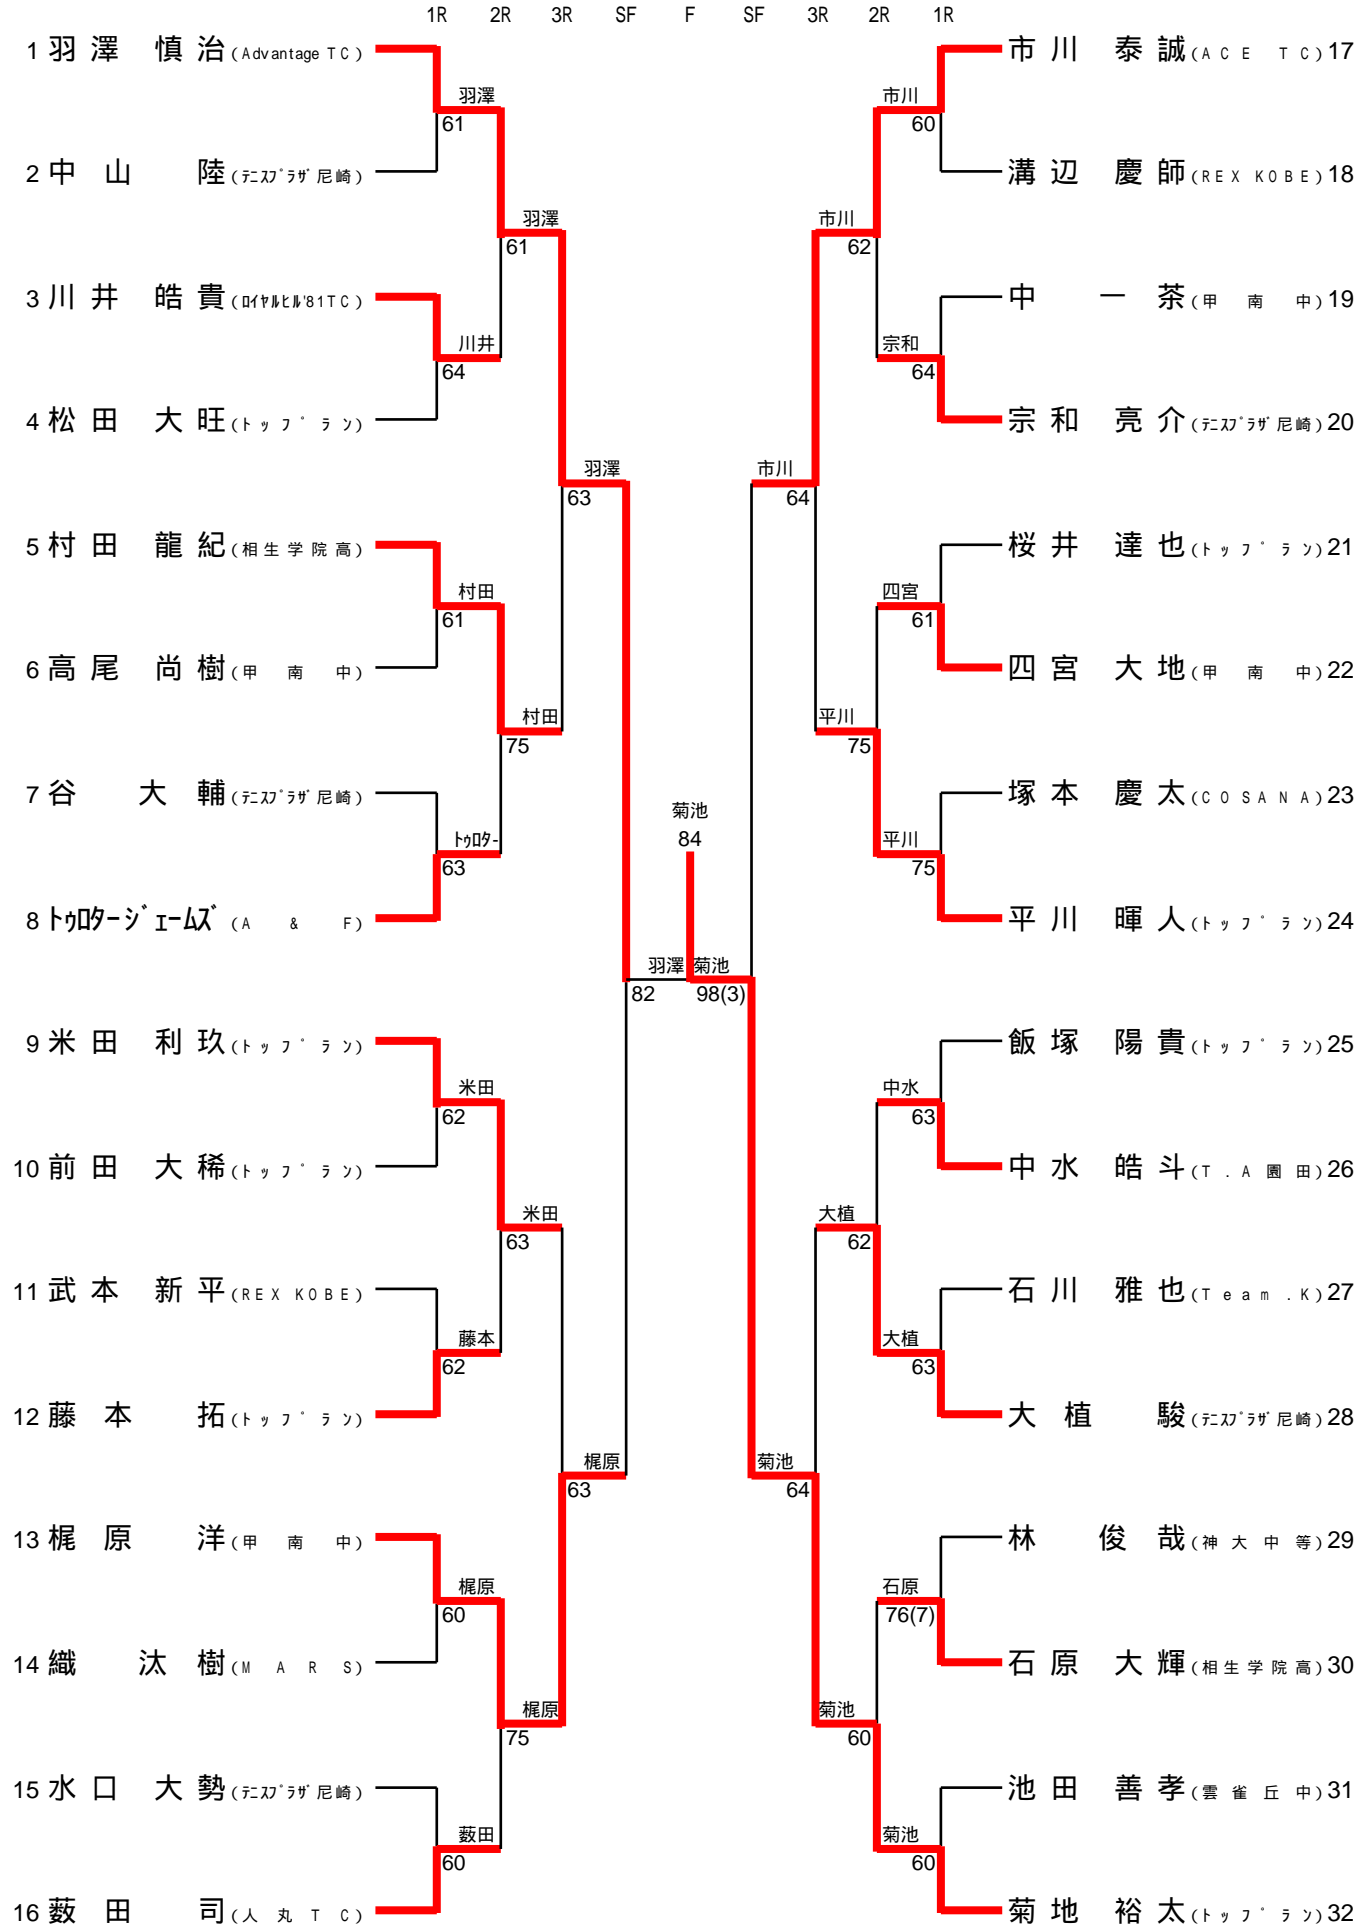 1R 2R 3R SF F SF 3R 2R 1R
1 羽澤 慎治 (Advantage TC)
市川 泰誠 (ACE TC) 17
羽澤 市川
61 60
2 中山 陸 (テニスプラザ尼崎)
溝辺 慶師 (REX KOBE) 18
羽澤 市川
61 62
3 川井 皓貴 (ロイヤルヒル'81TC)
中 一茶 (甲南中) 19
川井 宗和
64 64
4 松田 大旺 (トップラン)
宗和 亮介 (テニスプラザ尼崎) 20
羽澤 市川
63 64
5 村田 龍紀 (相生学院高)
桜井 達也 (トップラン) 21
村田 四宮
61 61
6 高尾 尚樹 (甲南中)
四宮 大地 (甲南中) 22
村田 平川
75 75
7 谷 大輔 (テニスプラザ尼崎)
塚本 慶太 (COSANA) 23
菊池
84
トゥロター 平川
63 75
8 トゥロタージェームズ (A & F)
平川 暉人 (トップラン) 24
羽澤 菊池
82 98(3)
9 米田 利玖 (トップラン)
飯塚 陽貴 (トップラン) 25
米田 中水
62 63
10 前田 大稀 (トップラン)
中水 皓斗 (T.A園田) 26
米田 大植
63 62
11 武本 新平 (REX KOBE)
石川 雅也 (Team.K) 27
藤本 大植
62 63
12 藤本 拓 (トップラン)
大植 駿 (テニスプラザ尼崎) 28
梶原 菊池
63 64
13 梶原 洋 (甲南中)
林 俊哉 (神大中等) 29
梶原 石原
60 76(7)
14 織 汰樹 (MARS)
石原 大輝 (相生学院高) 30
梶原 菊池
75 60
15 水口 大勢 (テニスプラザ尼崎)
池田 善孝 (雲雀丘中) 31
薮田 菊池
60 60
16 薮田 司 (人丸TC)
菊地 裕太 (トップラン) 32